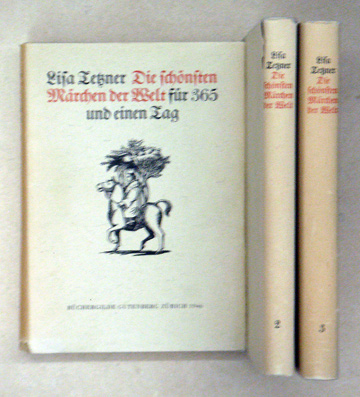 Lisa Tetzner Die schönsten
Märchen der Welt für 365
und einen Tag
BÜCHERGILDE GUTENBERG ZÜRICH
Lisa
Tetzner
Die
schönsten
Märchen
der Welt
2
Lisa
Tetzner
Die
schönsten
Märchen
der Welt
3